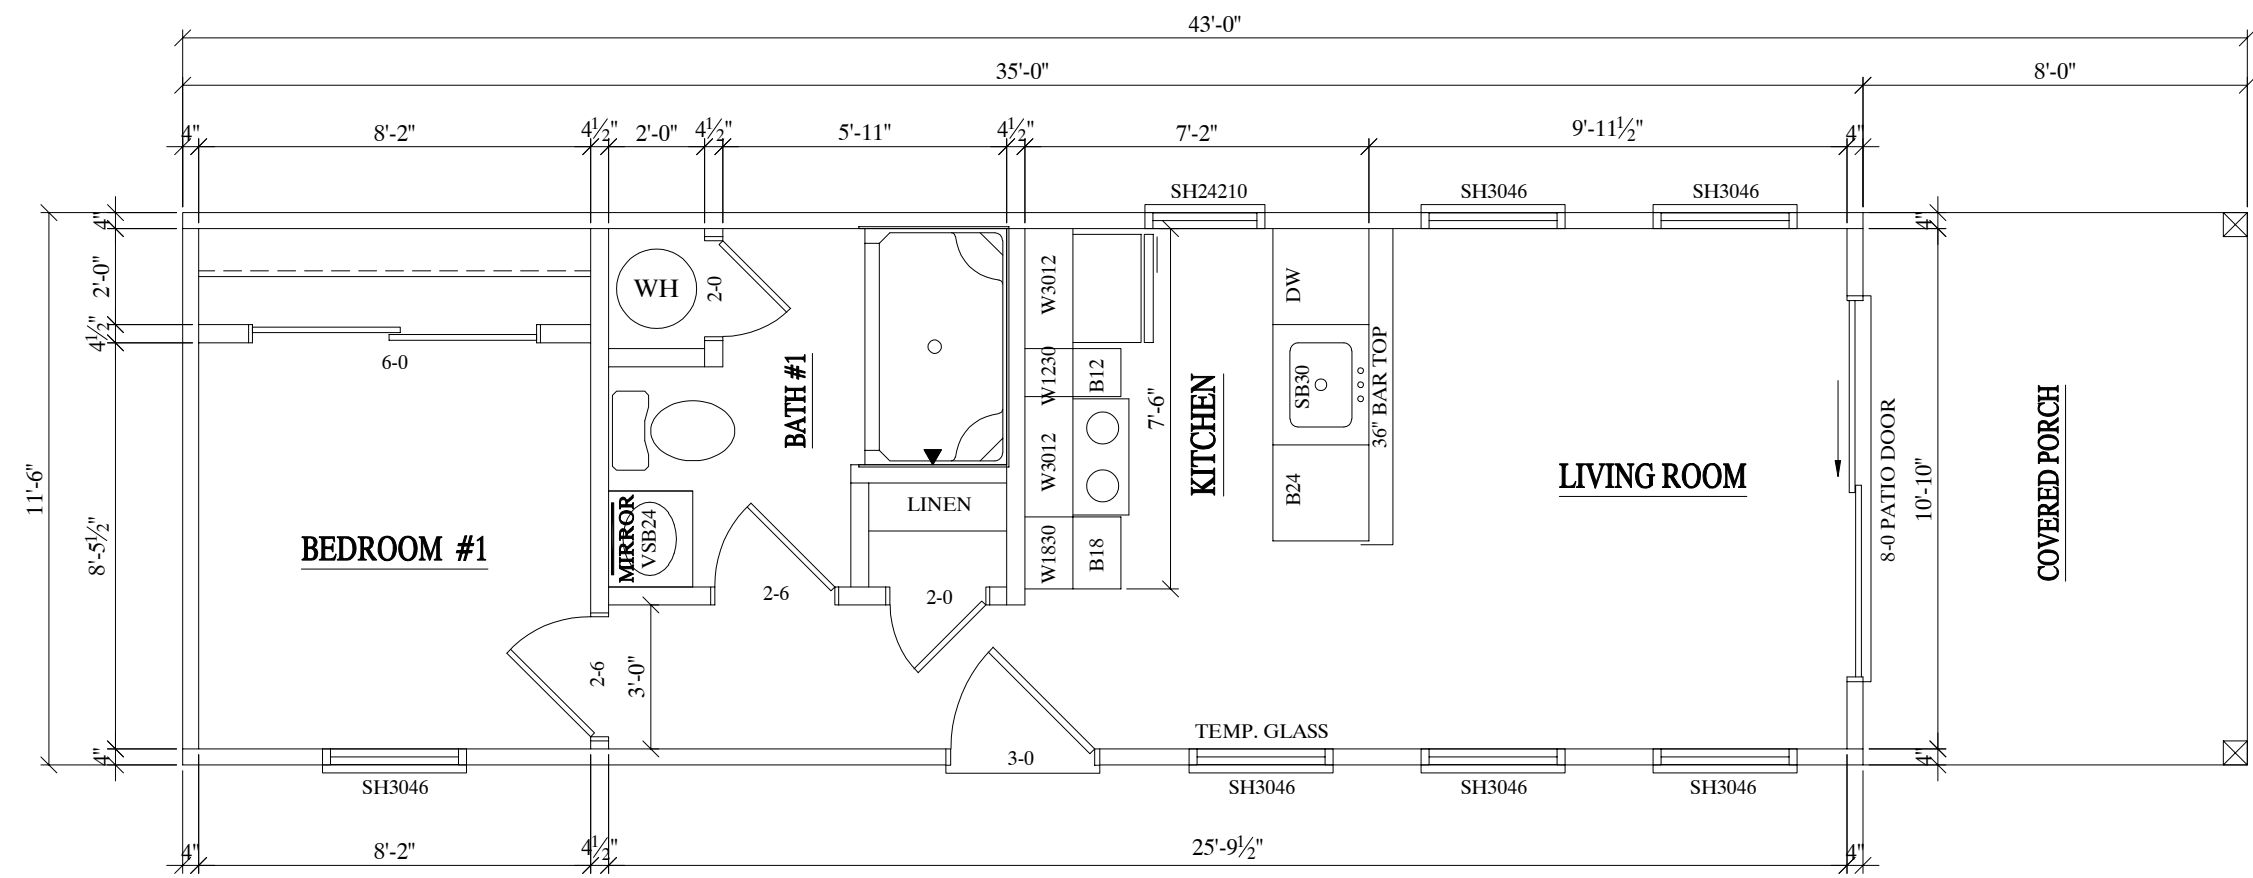 43'-0"
35'-0"
8'-0"
4"
8'-2"
4½"
2'-0"
4½"
5'-11"
4½"
7'-2"
9'-11½"
4"
SH24210
SH3046
SH3046
4"
2'-0"
4½"
8'-5½"
4"
11'-6"
6-0
BEDROOM #1
WH
2-0
BATH #1
MIRROR
VSB24
LINEN
2-6
2-0
2-6
3'-0"
W3012
W1230
W3012
W1830
B12
B18
7'-6"
KITCHEN
DW
SB30
B24
36" BAR TOP
LIVING ROOM
8-0 PATIO DOOR
4"
10'-10"
4"
COVERED PORCH
TEMP. GLASS
3-0
SH3046
SH3046
SH3046
SH3046
4"
8'-2"
4½"
25'-9½"
4"